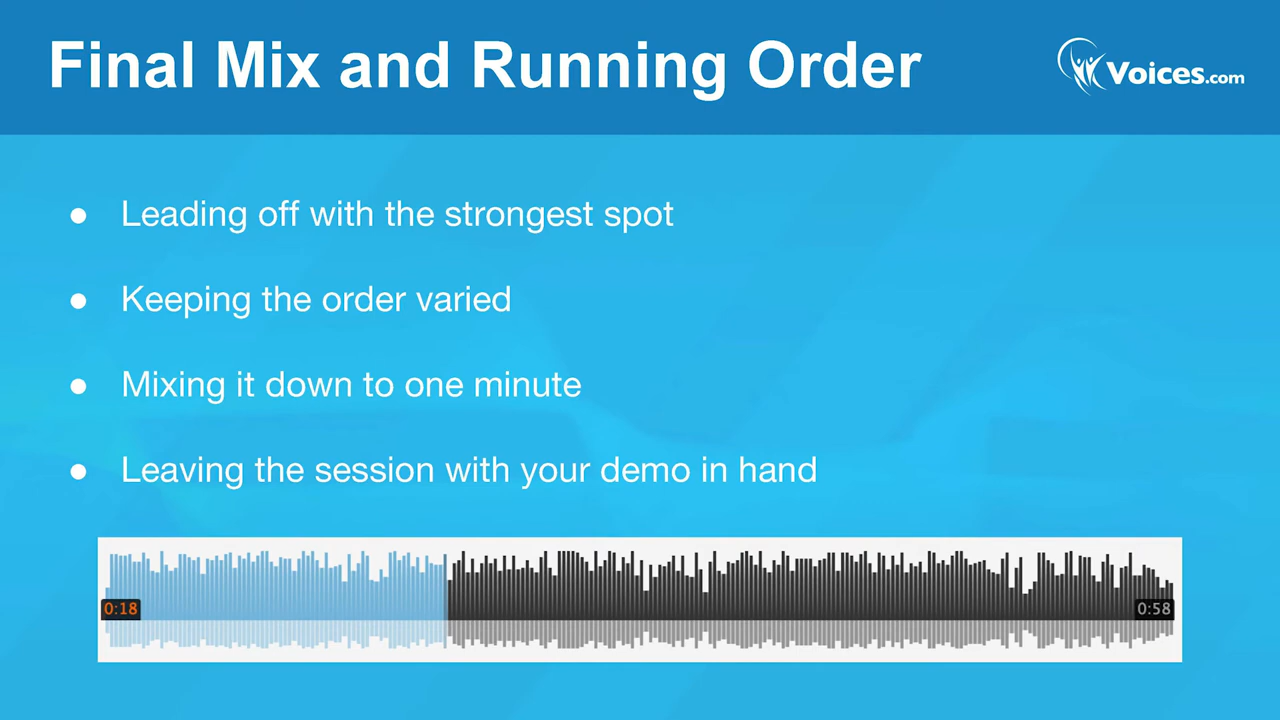 Final Mix and Running Order
Voices.com
● Leading off with the strongest spot
● Keeping the order varied
● Mixing it down to one minute
● Leaving the session with your demo in hand
0:18
0:58